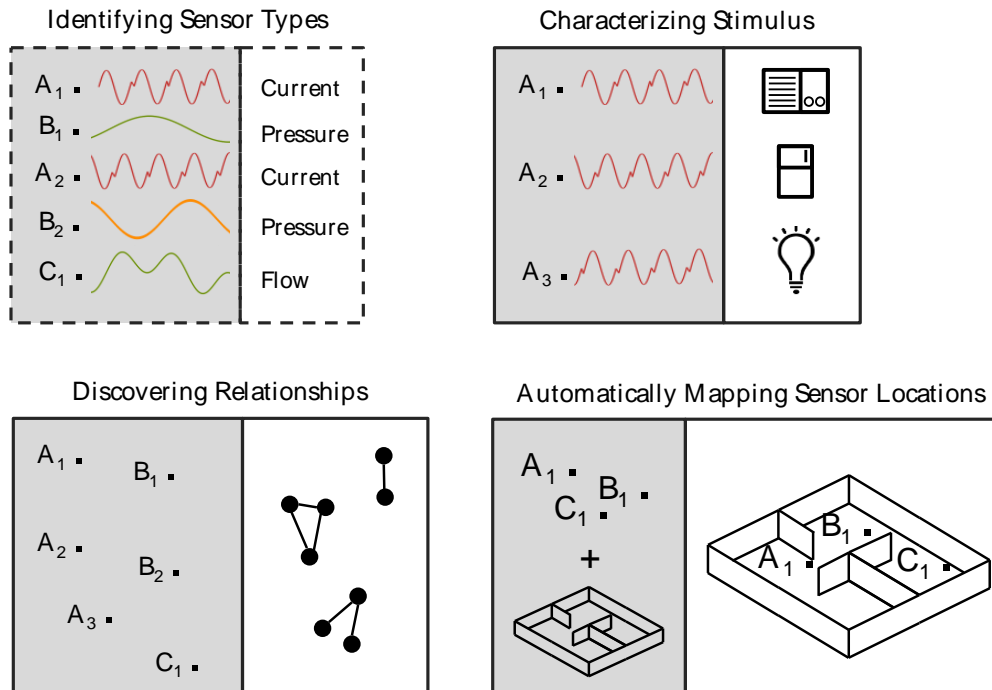 Identifying Sensor Types
A1 Current
B1 Pressure
A2 Current
B2 Pressure
C1 Flow
Characterizing Stimulus
A1
A2
A3
Discovering Relationships
A1
B1
A2
B2
A3
C1
Automatically Mapping Sensor Locations
A1
B1
C1
+
B1
A1
C1